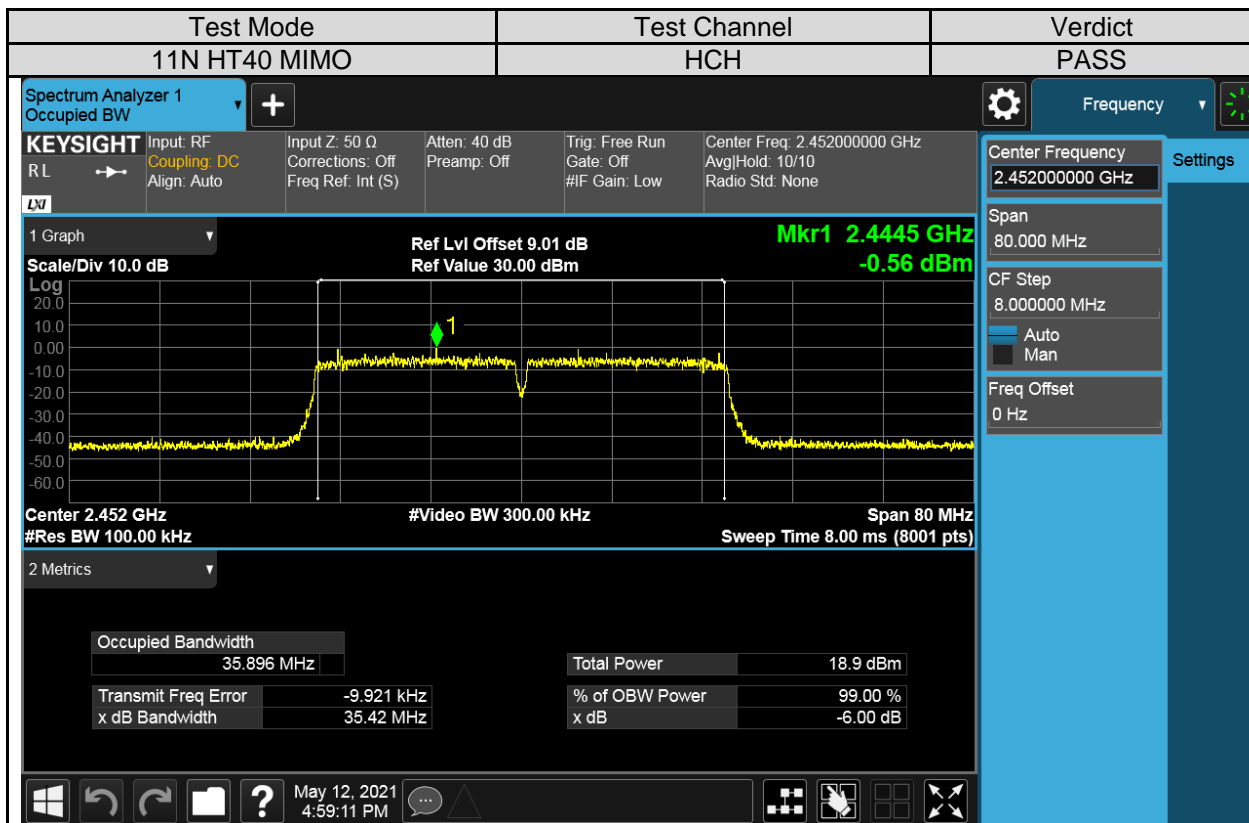 Test Mode Test Channel Verdict
11N HT40 MIMO HCH PASS
Spectrum Analyzer 1
Occupied BW
Frequency
KEYSIGHT
RL
LXI
Input: RF
Coupling: DC
Align: Auto
Input Z: 50 Ω
Corrections: Off
Freq Ref: Int (S)
Atten: 40 dB
Preamp: Off
Trig: Free Run
Gate: Off
#IF Gain: Low
Center Freq: 2.452000000 GHz
Avg|Hold: 10/10
Radio Std: None
Center Frequency
2.452000000 GHz
Settings
Span
80.000 MHz
CF Step
8.000000 MHz
Auto
Man
Freq Offset
0 Hz
1 Graph
Scale/Div 10.0 dB
Ref Lvl Offset 9.01 dB
Ref Value 30.00 dBm
Mkr1 2.4445 GHz
-0.56 dBm
Log
20.0
10.0
0.00
-10.0
-20.0
-30.0
-40.0
-50.0
-60.0
1
Center 2.452 GHz
#Res BW 100.00 kHz
#Video BW 300.00 kHz
Span 80 MHz
Sweep Time 8.00 ms (8001 pts)
2 Metrics
Occupied Bandwidth
35.896 MHz
Transmit Freq Error -9.921 kHz
x dB Bandwidth 35.42 MHz
Total Power 18.9 dBm
% of OBW Power 99.00 %
x dB -6.00 dB
?
May 12, 2021
4:59:11 PM